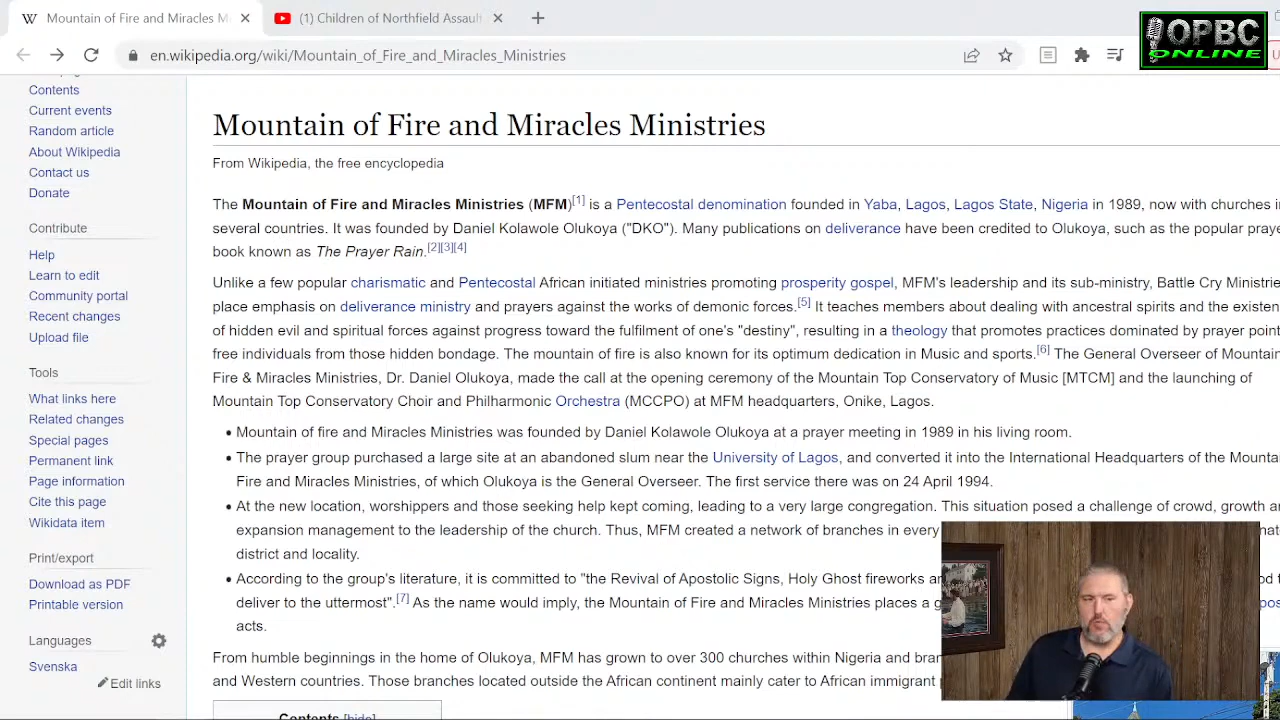 Mountain of Fire and Miracles M
(1) Children of Northfield Assaul
OPBC
ONLINE
en.wikipedia.org/wiki/Mountain_of_Fire_and_Miracles_Ministries
Contents
Current events
Random article
About Wikipedia
Contact us
Donate
Contribute
Help
Learn to edit
Community portal
Recent changes
Upload file
Tools
What links here
Related changes
Special pages
Permanent link
Page information
Cite this page
Wikidata item
Print/export
Download as PDF
Printable version
Languages
Svenska
Edit links
Mountain of Fire and Miracles Ministries
From Wikipedia, the free encyclopedia
The Mountain of Fire and Miracles Ministries (MFM)[1] is a Pentecostal denomination founded in Yaba, Lagos, Lagos State, Nigeria in 1989, now with churches i
several countries. It was founded by Daniel Kolawole Olukoya ("DKO"). Many publications on deliverance have been credited to Olukoya, such as the popular praye
book known as The Prayer Rain.[2][3][4]
Unlike a few popular charismatic and Pentecostal African initiated ministries promoting prosperity gospel, MFM's leadership and its sub-ministry, Battle Cry Ministrie
place emphasis on deliverance ministry and prayers against the works of demonic forces.[5] It teaches members about dealing with ancestral spirits and the existen
of hidden evil and spiritual forces against progress toward the fulfilment of one's "destiny", resulting in a theology that promotes practices dominated by prayer point
free individuals from those hidden bondage. The mountain of fire is also known for its optimum dedication in Music and sports.[6] The General Overseer of Mountain
Fire & Miracles Ministries, Dr. Daniel Olukoya, made the call at the opening ceremony of the Mountain Top Conservatory of Music [MTCM] and the launching of
Mountain Top Conservatory Choir and Philharmonic Orchestra (MCCPO) at MFM headquarters, Onike, Lagos.
• Mountain of fire and Miracles Ministries was founded by Daniel Kolawole Olukoya at a prayer meeting in 1989 in his living room.
• The prayer group purchased a large site at an abandoned slum near the University of Lagos, and converted it into the International Headquarters of the Mounta
Fire and Miracles Ministries, of which Olukoya is the General Overseer. The first service there was on 24 April 1994.
• At the new location, worshippers and those seeking help kept coming, leading to a very large congregation. This situation posed a challenge of crowd, growth a
expansion management to the leadership of the church. Thus, MFM created a network of branches in every
district and locality.
• According to the group's literature, it is committed to "the Revival of Apostolic Signs, Holy Ghost fireworks a
deliver to the uttermost".[7] As the name would imply, the Mountain of Fire and Miracles Ministries places a g
acts.
From humble beginnings in the home of Olukoya, MFM has grown to over 300 churches within Nigeria and bran
and Western countries. Those branches located outside the African continent mainly cater to African immigrant
Contents [hide]